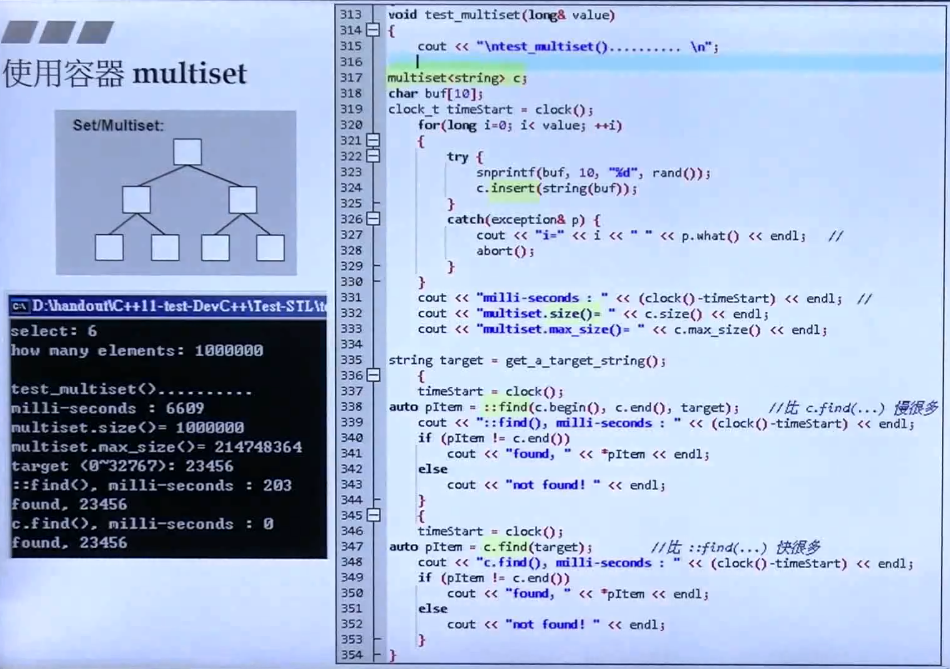 使用容器 multiset
Set/Multiset:
D:\handout\C++11-test-DevC++\Test-STL\t
select: 6
how many elements: 1000000
test_multiset()..........
milli-seconds : 6609
multiset.size()= 1000000
multiset.max_size()= 214748364
target (0~32767): 23456
::find(), milli-seconds : 203
found, 23456
c.find(), milli-seconds : 0
found, 23456
313 void test_multiset(long& value)
314 {
315 cout << "\ntest_multiset().......... \n";
316
317 multiset<string> c;
318 char buf[10];
319 clock_t timeStart = clock();
320 for(long i=0; i< value; ++i)
321 {
322 try {
323 snprintf(buf, 10, "%d", rand());
324 c.insert(string(buf));
325 }
326 catch(exception& p) {
327 cout << "i=" << i << " " << p.what() << endl; //
328 abort();
329 }
330 }
331 cout << "milli-seconds : " << (clock()-timeStart) << endl; //
332 cout << "multiset.size()= " << c.size() << endl;
333 cout << "multiset.max_size()= " << c.max_size() << endl;
334
335 string target = get_a_target_string();
336 {
337 timeStart = clock();
338 auto pItem = ::find(c.begin(), c.end(), target); //比 c.find(...) 慢很多
339 cout << "::find(), milli-seconds : " << (clock()-timeStart) << endl;
340 if (pItem != c.end())
341 cout << "found, " << *pItem << endl;
342 else
343 cout << "not found! " << endl;
344 }
345 {
346 timeStart = clock();
347 auto pItem = c.find(target); //比 ::find(...) 快很多
348 cout << "c.find(), milli-seconds : " << (clock()-timeStart) << endl;
349 if (pItem != c.end())
350 cout << "found, " << *pItem << endl;
351 else
352 cout << "not found! " << endl;
353 }
354 }